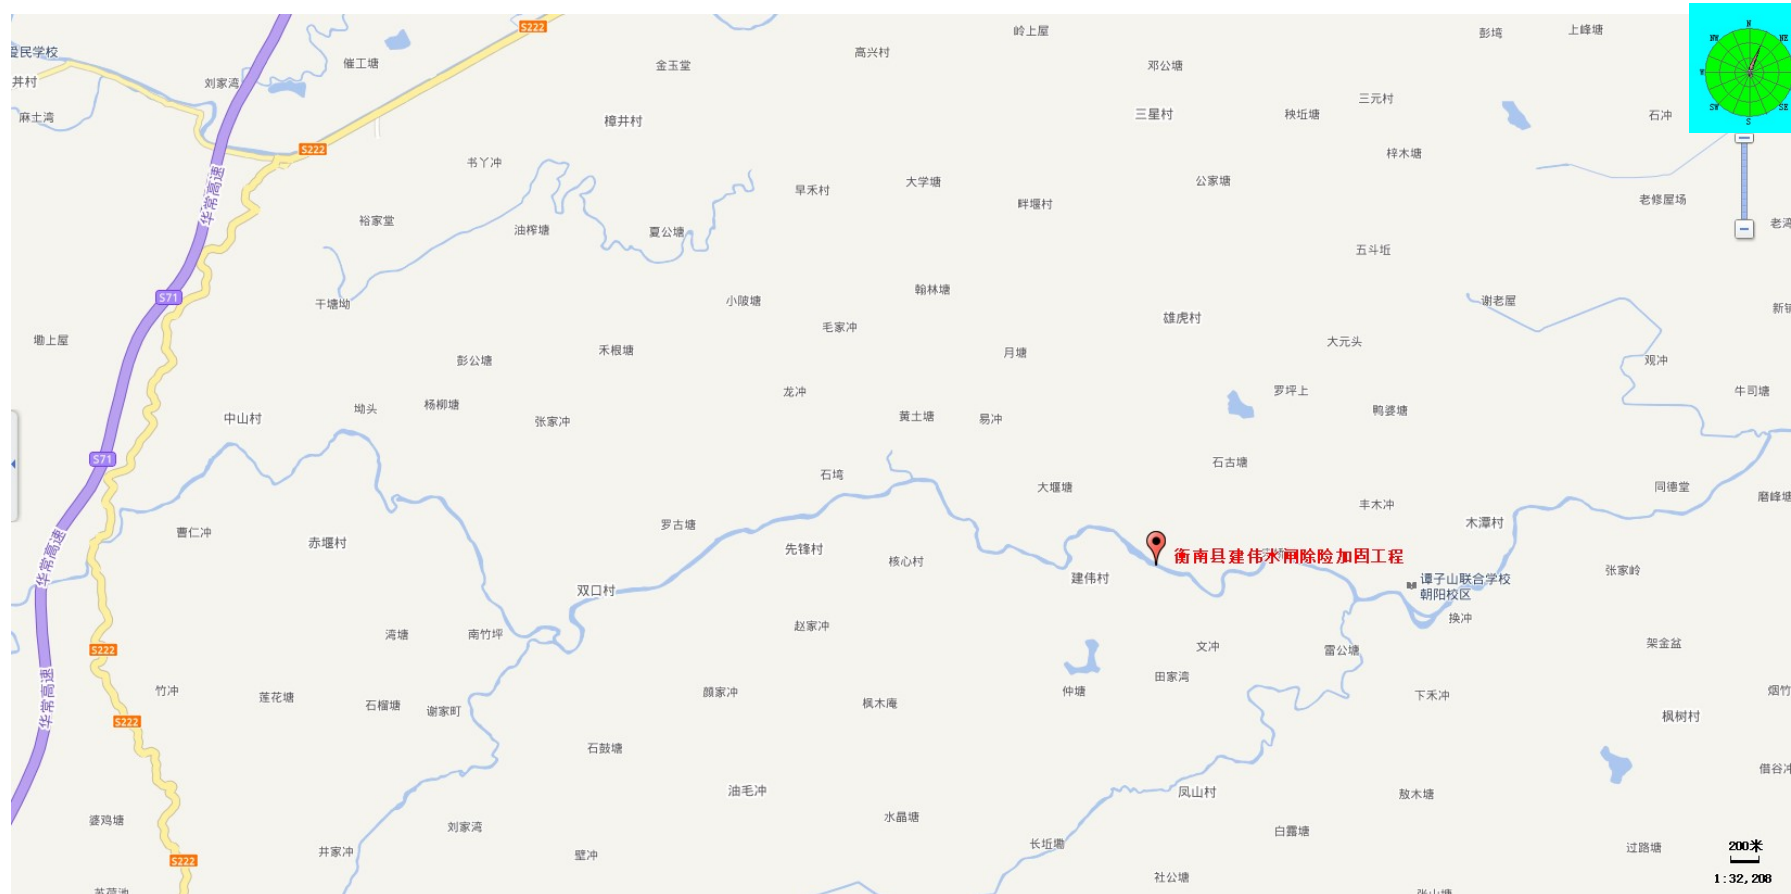 S222
岭上屋
彭塆
上峰塘
N
爱民学校
高兴村
NW
NE
刘家湾
催工塘
金玉堂
邓公塘
W
三元村
SW
SE
麻土湾
樟井村
三星村
秧坵塘
石冲
S
S222
书丫冲
梓木塘
华常高速
早禾村
大学塘
公家塘
畔堰村
老修屋场
裕家堂
油榨塘
夏公塘
五斗坵
S71
干塘坳
小陂塘
翰林塘
谢老屋
毛家冲
雄虎村
墈上屋
彭公塘
禾根塘
月塘
大元头
观冲
龙冲
罗坪上
牛司塘
中山村
坳头
杨柳塘
张家冲
黄土塘
易冲
鸭婆塘
S71
石塆
石古塘
大堰塘
同德堂
曹仁冲
罗古塘
丰木冲
木潭村
赤堰村
先锋村
核心村
衡南县建伟水闸除险加固工程
华常高速
双口村
建伟村
谭子山联合学校
朝阳校区
张家岭
湾塘
南竹坪
赵家冲
换冲
S222
文冲
雷公塘
架金盆
竹冲
莲花塘
石榴塘
谢家町
颜家冲
枫木庵
仲塘
田家湾
下禾冲
华常高速
S222
枫树村
石鼓塘
油毛冲
凤山村
敖木塘
婆鸡塘
刘家湾
水晶塘
白露塘
井家冲
壁冲
长坵墈
过路塘
200米
S222
社公塘
1:32,208